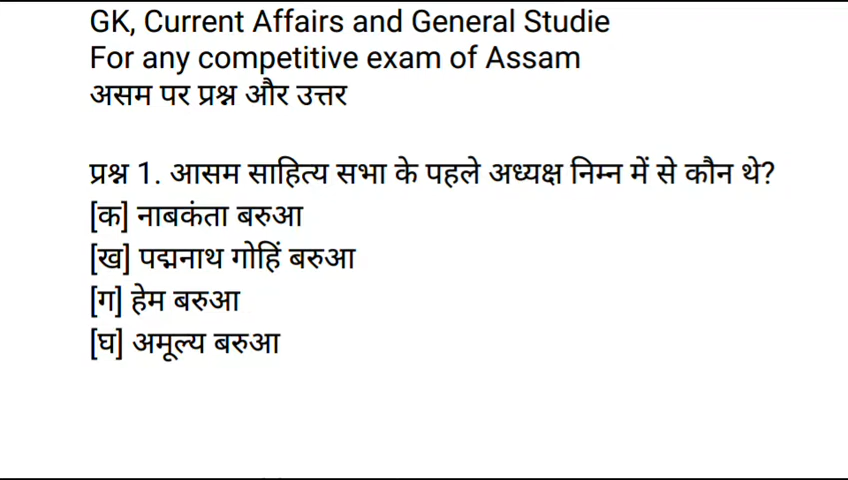 GK, Current Affairs and General Studie
For any competitive exam of Assam
असम पर प्रश्न और उत्तर
प्रश्न 1. आसम साहित्य सभा के पहले अध्यक्ष निम्न में से कौन थे?
[क] नाबकंता बरुआ
[ख] पद्मनाथ गोहिं बरुआ
[ग] हेम बरुआ
[घ] अमूल्य बरुआ